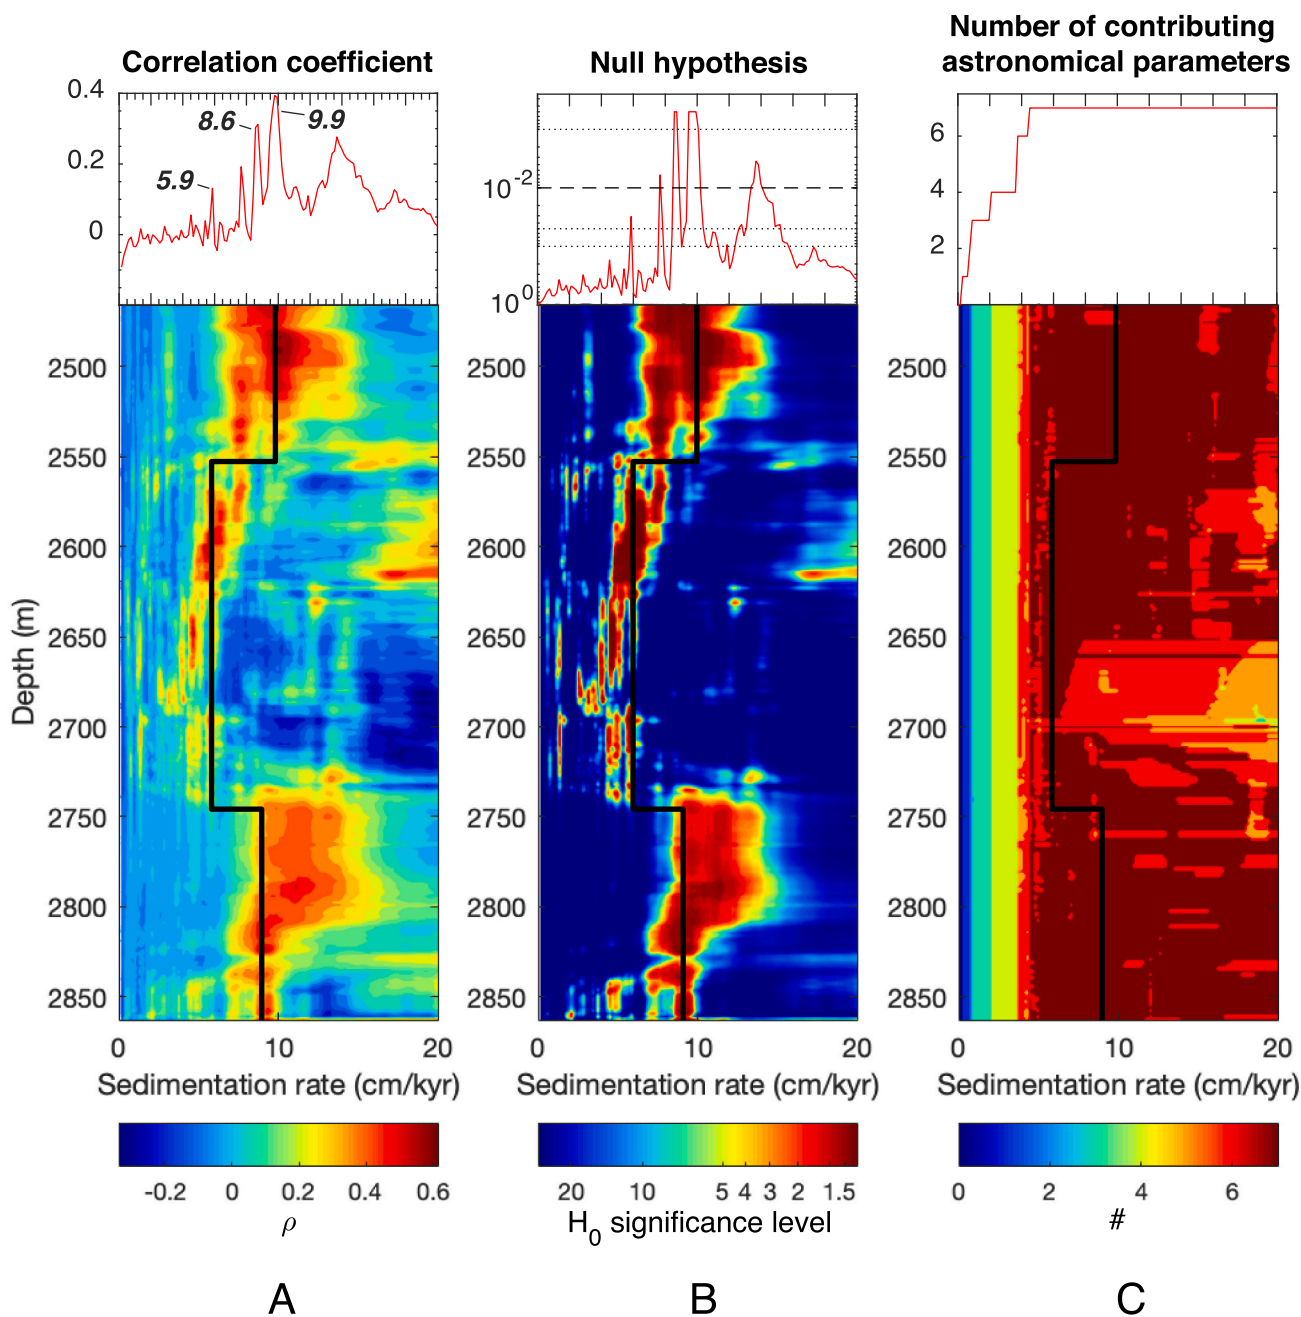 Correlation coefficient
Null hypothesis
Number of contributing
astronomical parameters
0.4
0.2
0
8.6
9.9
5.9
10-2
100
6
4
2
Depth (m)
2500
2550
2600
2650
2700
2750
2800
2850
2500
2550
2600
2650
2700
2750
2800
2850
2500
2550
2600
2650
2700
2750
2800
2850
0 10 20
0 10 20
0 10 20
Sedimentation rate (cm/kyr)
Sedimentation rate (cm/kyr)
Sedimentation rate (cm/kyr)
-0.2 0 0.2 0.4 0.6
20 10 5 4 3 2 1.5
0 2 4 6
ρ
H0 significance level
#
A
B
C